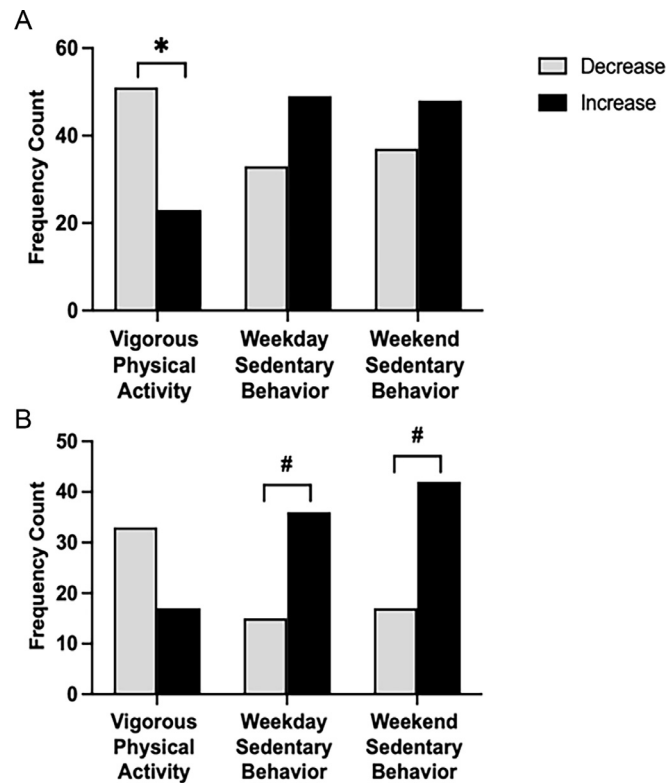 A
60
40
20
0
Frequency Count
*
Decrease
Increase
Vigorous
Physical
Activity
Weekday
Sedentary
Behavior
Weekend
Sedentary
Behavior
B
50
40
30
20
10
0
Frequency Count
#
#
Vigorous
Physical
Activity
Weekday
Sedentary
Behavior
Weekend
Sedentary
Behavior